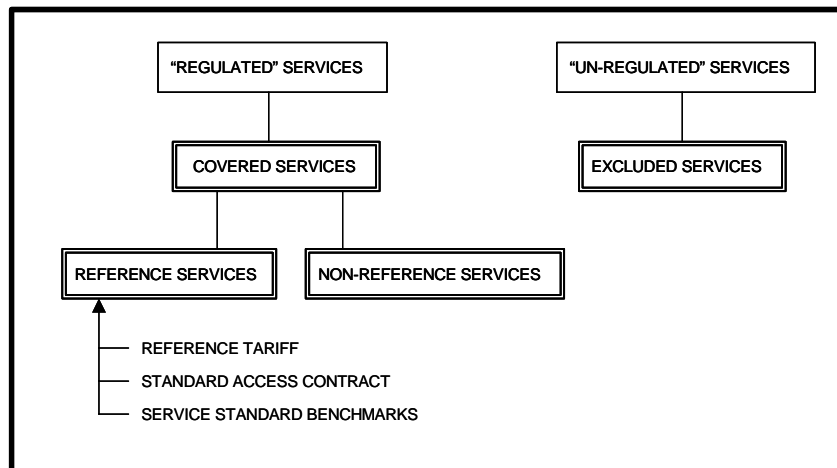 “REGULATED” SERVICES
“UN-REGULATED” SERVICES
COVERED SERVICES
EXCLUDED SERVICES
REFERENCE SERVICES
NON-REFERENCE SERVICES
REFERENCE TARIFF
STANDARD ACCESS CONTRACT
SERVICE STANDARD BENCHMARKS